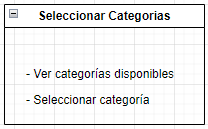 Seleccionar Categorias
- Ver categorías disponibles
- Seleccionar categoría